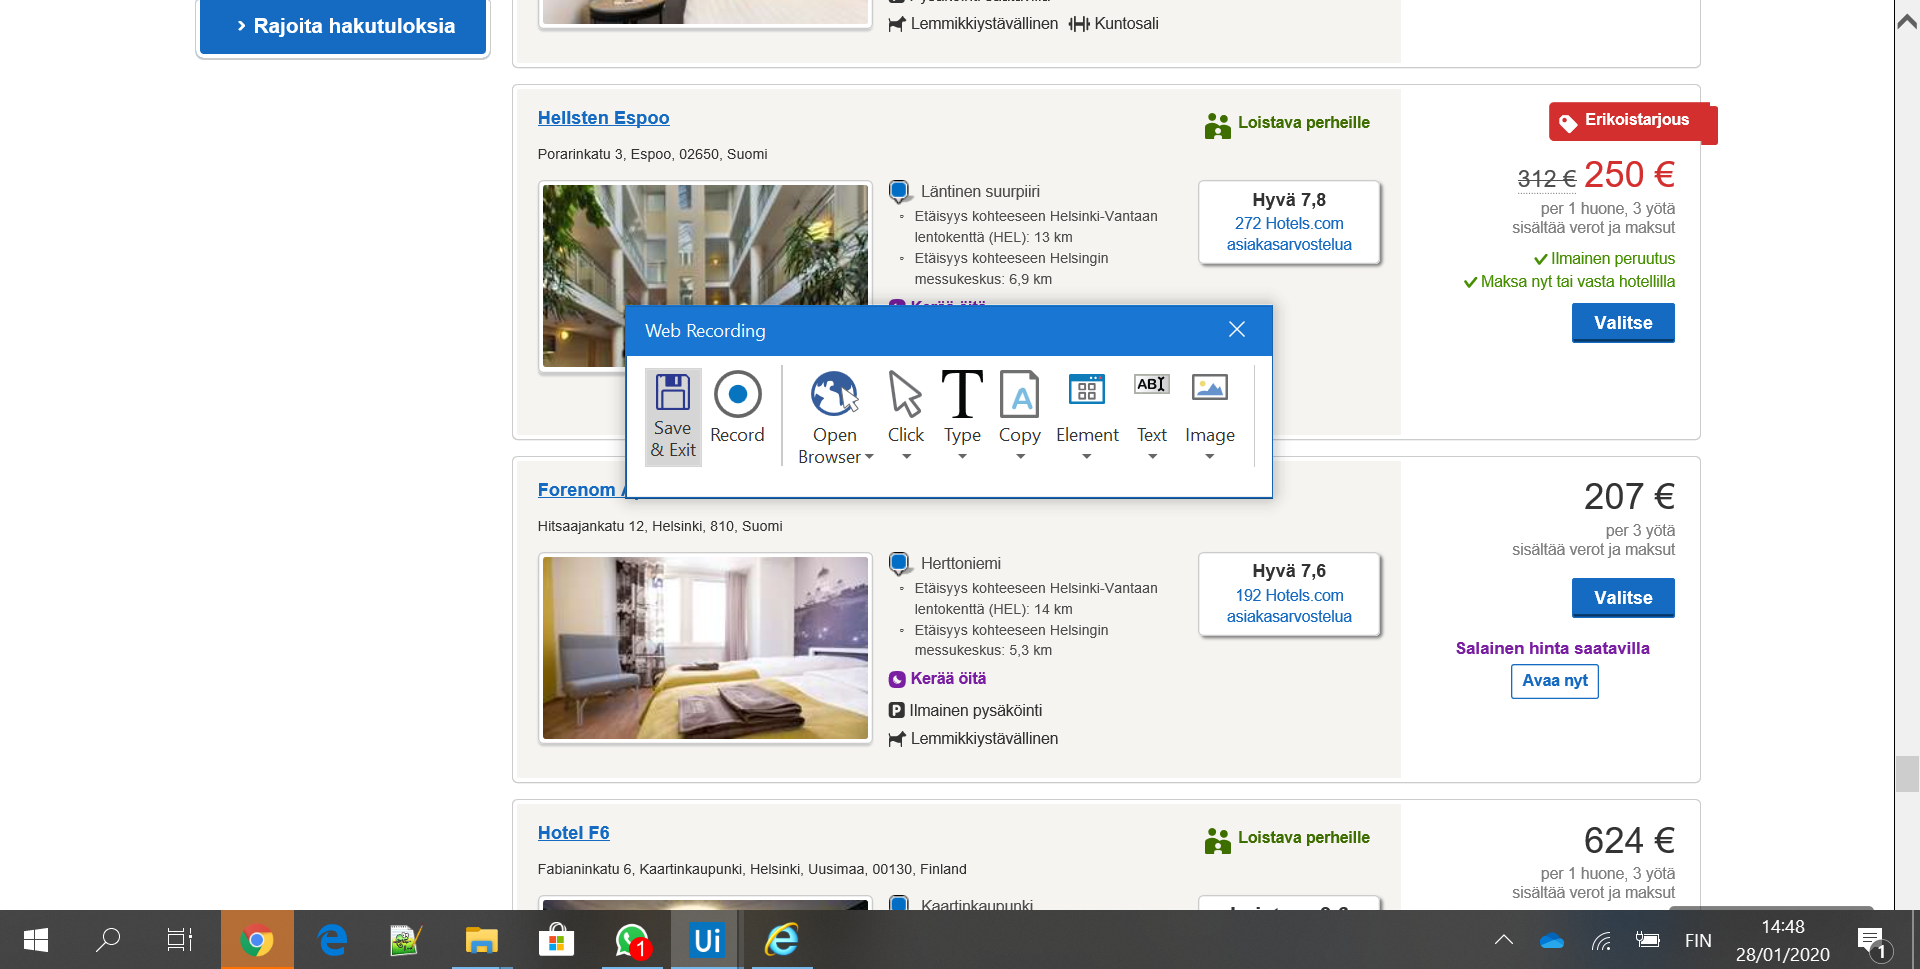 › Rajoita hakutuloksia
Lemmikkiystävällinen Kuntosali
Hellsten Espoo
Loistava perheille
Erikoistarjous
Porarinkatu 3, Espoo, 02650, Suomi
312 € 250 €
per 1 huone, 3 yötä
sisältää verot ja maksut
Läntinen suurpiiri
Etäisyys kohteeseen Helsinki-Vantaan
lentokenttä (HEL): 13 km
Etäisyys kohteeseen Helsingin
messukeskus: 6,9 km
Hyvä 7,8
272 Hotels.com
asiakasarvostelua
Ilmainen peruutus
Maksa nyt tai vasta hotellilla
Valitse
Web Recording
Save
& Exit
Record
Open
Browser
Click
T
Type
A
Copy
Element
ABI
Text
Image
Forenom
Hitsaajankatu 12, Helsinki, 810, Suomi
207 €
per 3 yötä
sisältää verot ja maksut
Herttoniemi
Etäisyys kohteeseen Helsinki-Vantaan
lentokenttä (HEL): 14 km
Etäisyys kohteeseen Helsingin
messukeskus: 5,3 km
Hyvä 7,6
192 Hotels.com
asiakasarvostelua
Valitse
Kerää öitä
P Ilmainen pysäköinti
Lemmikkiystävällinen
Salainen hinta saatavilla
Avaa nyt
Hotel F6
Loistava perheille
Fabianinkatu 6, Kaartinkaupunki, Helsinki, Uusimaa, 00130, Finland
624 €
per 1 huone, 3 yötä
sisältää verot ja maksut
Kaartinkaupunki
1
Ui
FIN
14:48
28/01/2020
1